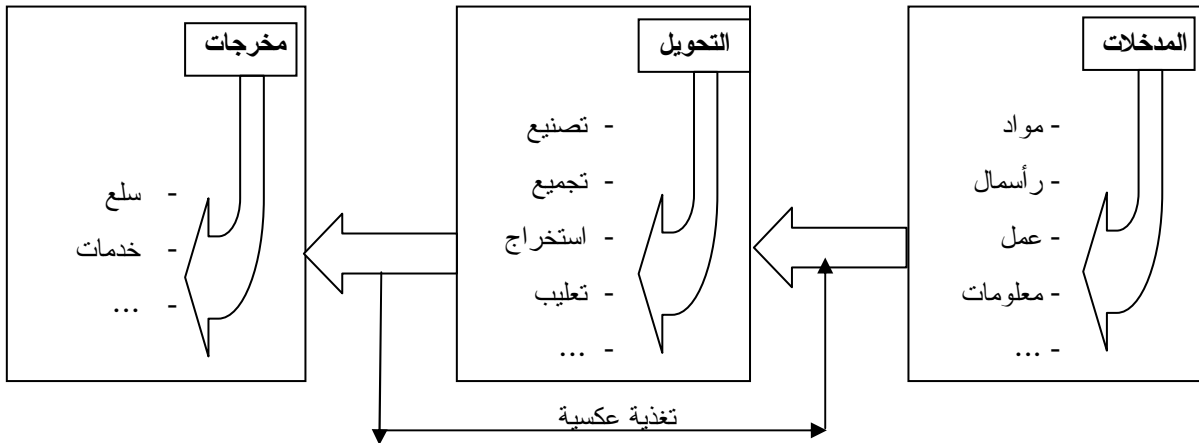 المدخلات
- مواد
- رأسمال
- عمل
- معلومات
- ...
التحويل
- تصنيع
- تجميع
- استخراج
- تعليب
- ...
مخرجات
- سلع
- خدمات
- ...
تغذية عكسية